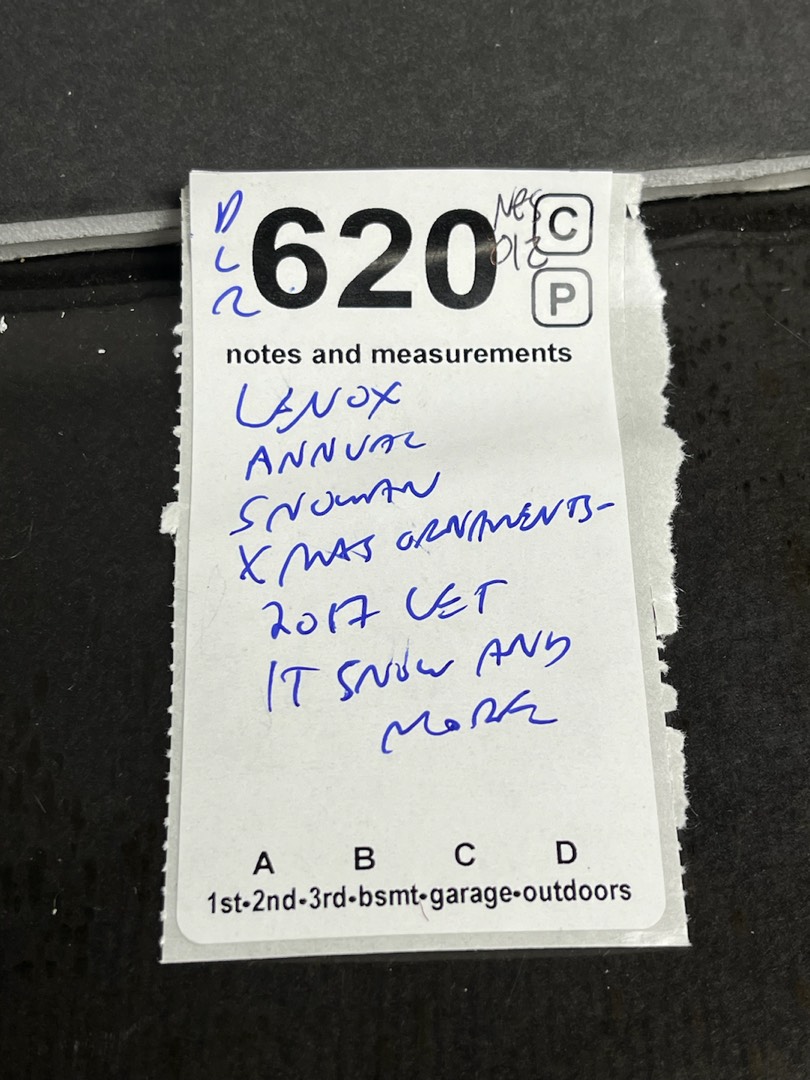 D
L
R
620
C
P
notes and measurements
LENOX
ANNUAL
SNOWMAN
XMAS ORNAMENTS-
2017 LET
IT SNOW AND
MORE
A B C D
1st-2nd-3rd-bsmt-garage-outdoors